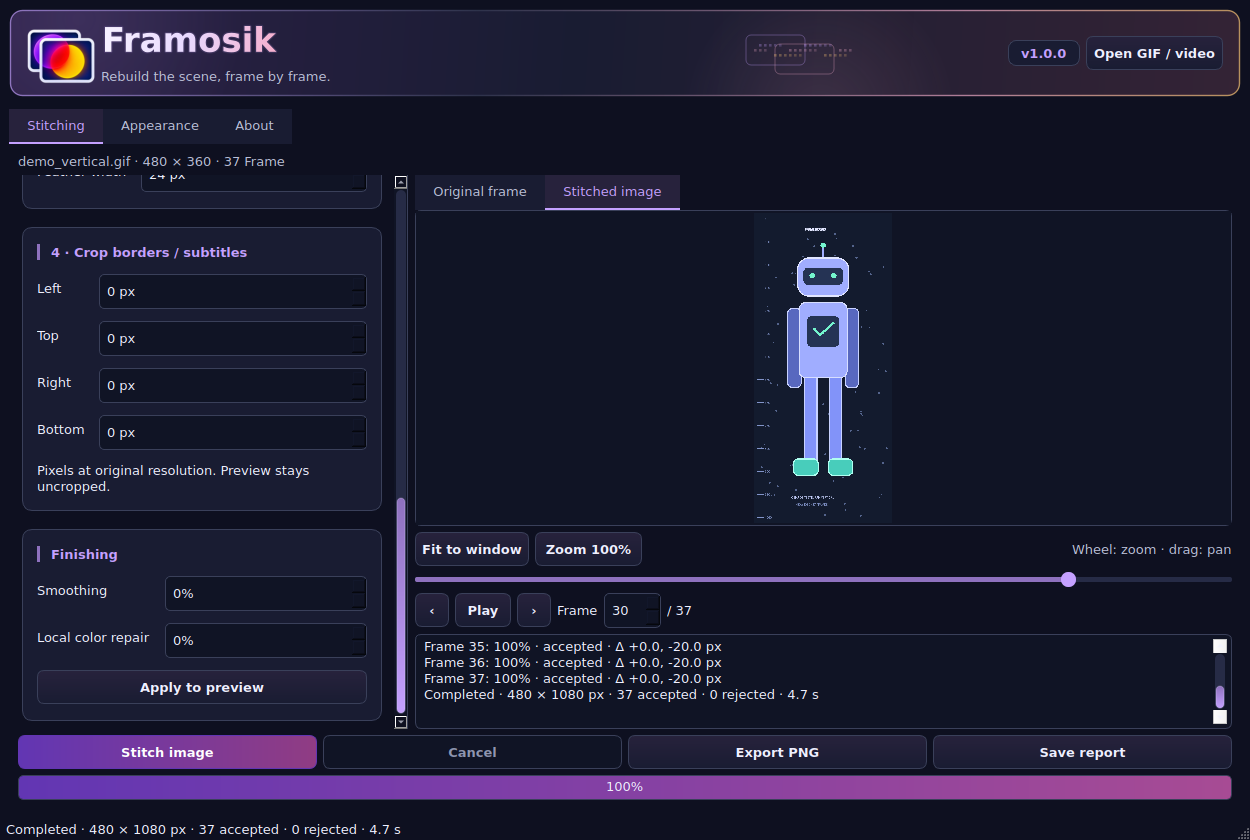 Framosik
Rebuild the scene, frame by frame.
v1.0.0
Open GIF / video
Stitching
Appearance
About
demo_vertical.gif · 480 × 360 · 37 Frame
Feather width
24 px
4 · Crop borders / subtitles
Left
0 px
Top
0 px
Right
0 px
Bottom
0 px
Pixels at original resolution. Preview stays
uncropped.
Finishing
Smoothing
0%
Local color repair
0%
Apply to preview
Original frame
Stitched image
Fit to window
Zoom 100%
Wheel: zoom · drag: pan
‹
Play
›
Frame
30
/ 37
Frame 35: 100% · accepted · Δ +0.0, -20.0 px
Frame 36: 100% · accepted · Δ +0.0, -20.0 px
Frame 37: 100% · accepted · Δ +0.0, -20.0 px
Completed · 480 × 1080 px · 37 accepted · 0 rejected · 4.7 s
Stitch image
Cancel
Export PNG
Save report
100%
Completed · 480 × 1080 px · 37 accepted · 0 rejected · 4.7 s